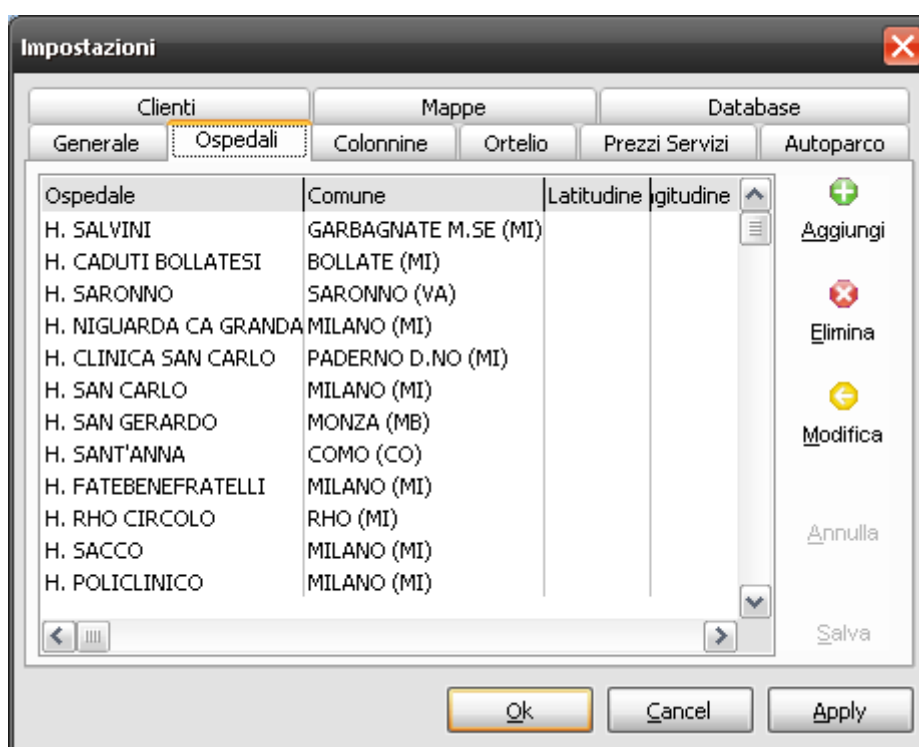 Impostazioni
Clienti Mappe Database
Generale Ospedali Colonnine Ortelio Prezzi Servizi Autoparco
Ospedale Comune Latitudine gitudine
H. SALVINI GARBAGNATE M.SE (MI)
H. CADUTI BOLLATESI BOLLATE (MI)
H. SARONNO SARONNO (VA)
H. NIGUARDA CA GRANDA MILANO (MI)
H. CLINICA SAN CARLO PADERNO D.NO (MI)
H. SAN CARLO MILANO (MI)
H. SAN GERARDO MONZA (MB)
H. SANT'ANNA COMO (CO)
H. FATEBENEFRATELLI MILANO (MI)
H. RHO CIRCOLO RHO (MI)
H. SACCO MILANO (MI)
H. POLICLINICO MILANO (MI)
Aggiungi
Elimina
Modifica
Annulla
Salva
Ok Cancel Apply